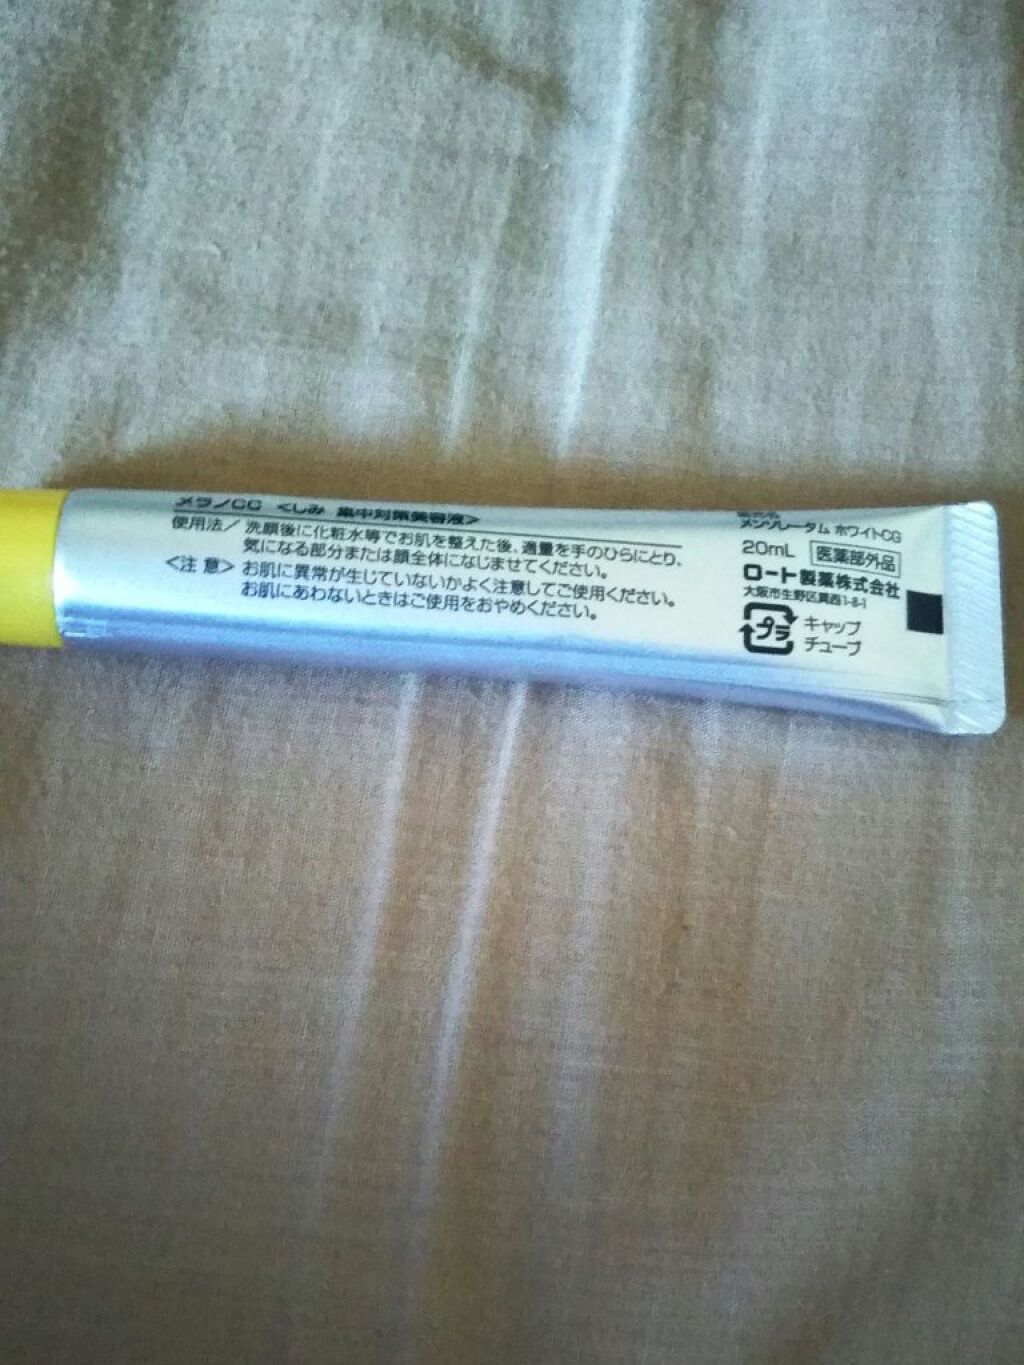 メラノCC <しみ 集中対策美容液>
使用法/ 洗顔後に化粧水等でお肌を整えた後、適量を手のひらにとり、
気になる部分または顔全体になじませてください。
<注 意> お肌に異常が生じていないかよく注意してご使用ください。
お肌にあわないときはご使用をおやめください。
販売名
メンソレータム ホワイトCG
20mL 医薬部外品
ロート製薬株式会社
大阪市生野区巽西1-8-1
プラ キャップ
チューブ